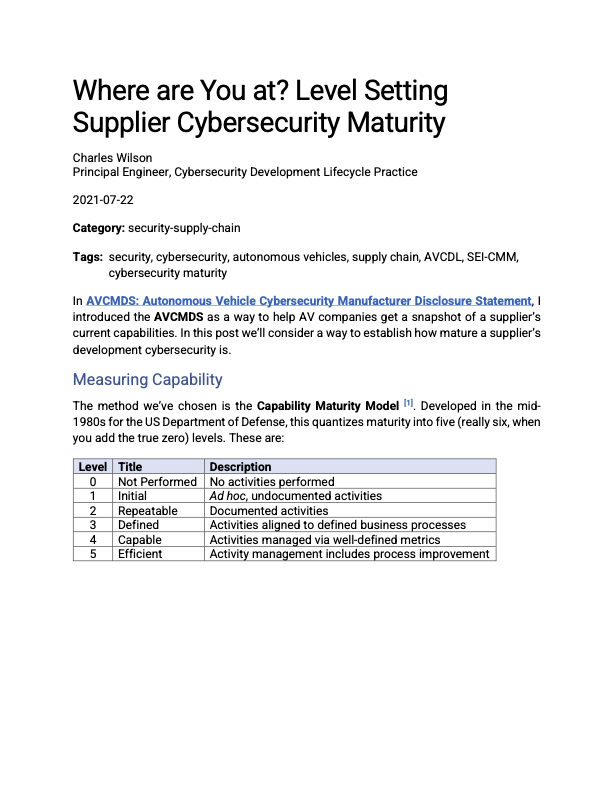 Where are You at? Level Setting
Supplier Cybersecurity Maturity
Charles Wilson
Principal Engineer, Cybersecurity Development Lifecycle Practice
2021-07-22
Category: security-supply-chain
Tags: security, cybersecurity, autonomous vehicles, supply chain, AVCDL, SEI-CMM,
cybersecurity maturity
In AVCMDS: Autonomous Vehicle Cybersecurity Manufacturer Disclosure Statement, I
introduced the AVCMDS as a way to help AV companies get a snapshot of a supplier's
current capabilities. In this post we'll consider a way to establish how mature a supplier's
development cybersecurity is.
Measuring Capability
The method we've chosen is the Capability Maturity Model [1]. Developed in the mid-
1980s for the US Department of Defense, this quantizes maturity into five (really six, when
you add the true zero) levels. These are:
Level Title Description
0 Not Performed No activities performed
1 Initial Ad hoc, undocumented activities
2 Repeatable Documented activities
3 Defined Activities aligned to defined business processes
4 Capable Activities managed via well-defined metrics
5 Efficient Activity management includes process improvement